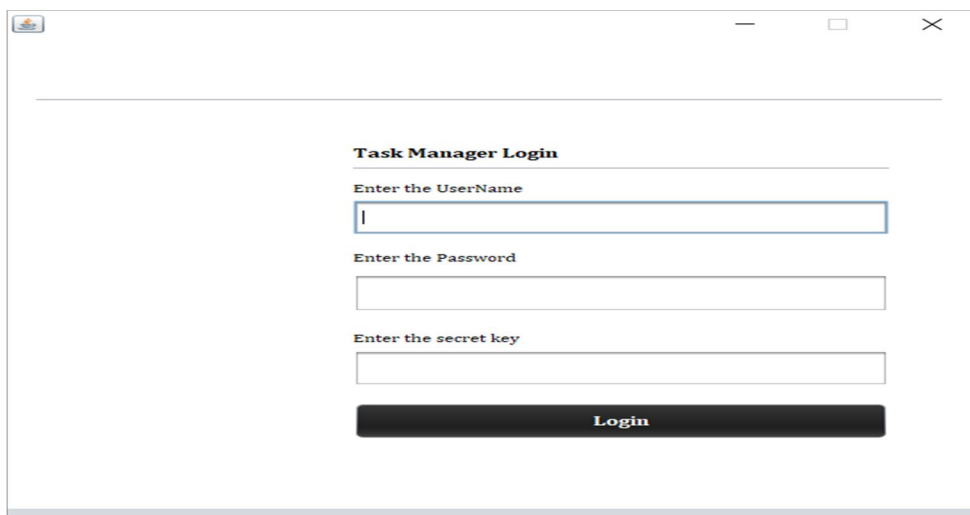 Task Manager Login
Enter the UserName
Enter the Password
Enter the secret key
Login